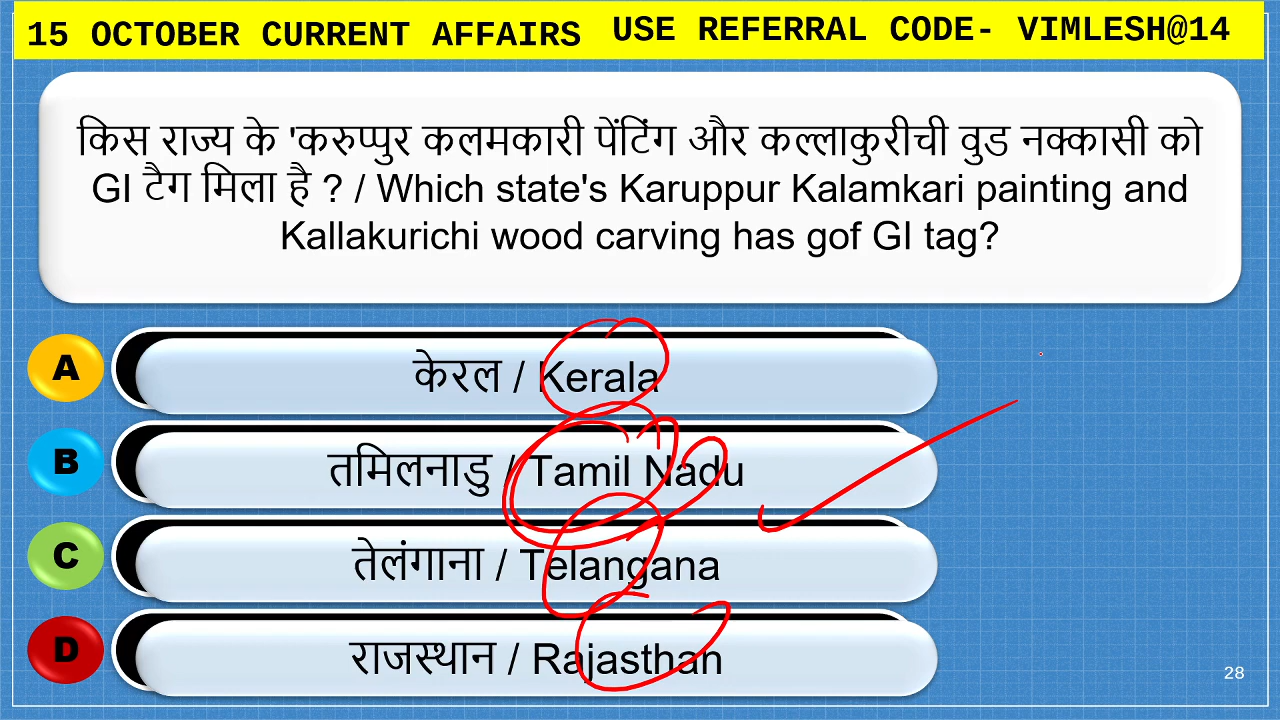 15 OCTOBER CURRENT AFFAIRS USE REFERRAL CODE- VIMLESH@14
किस राज्य के 'करुप्पुर कलमकारी पेंटिंग और कल्लाकुरीची वुड नक्कासी को
GI टैग मिला है ? / Which state's Karuppur Kalamkari painting and
Kallakurichi wood carving has gof GI tag?
A केरल / Kerala
B तमिलनाडु / Tamil Nadu
C तेलंगाना / Telangana
D राजस्थान / Rajasthan
28